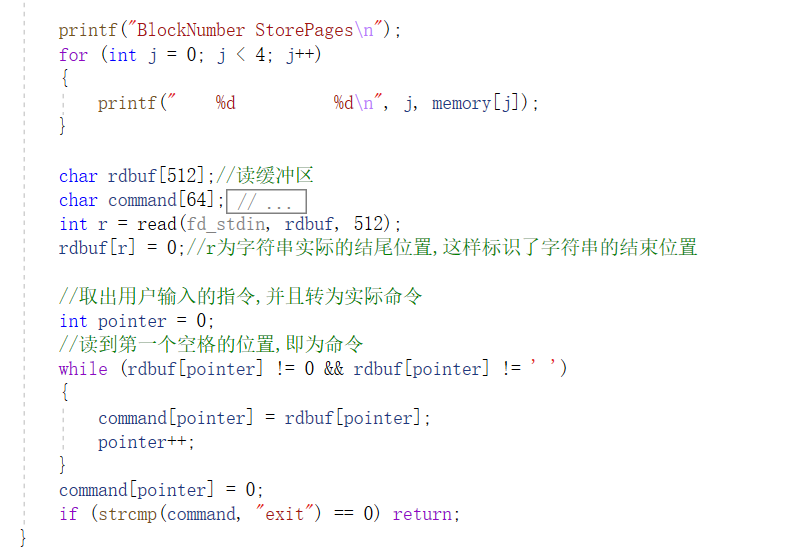 printf("BlockNumber StorePages\n");
for (int j = 0; j < 4; j++)
{
    printf("    %d          %d\n", j, memory[j]);
}

char rdbuf[512];//读缓冲区
char command[64]; // ...
int r = read(fd_stdin, rdbuf, 512);
rdbuf[r] = 0;//r为字符串实际的结尾位置,这样标识了字符串的结束位置

//取出用户输入的指令,并且转为实际命令
int pointer = 0;
//读到第一个空格的位置,即为命令
while (rdbuf[pointer] != 0 && rdbuf[pointer] != ' ')
{
    command[pointer] = rdbuf[pointer];
    pointer++;
}
command[pointer] = 0;
if (strcmp(command, "exit") == 0) return;
}